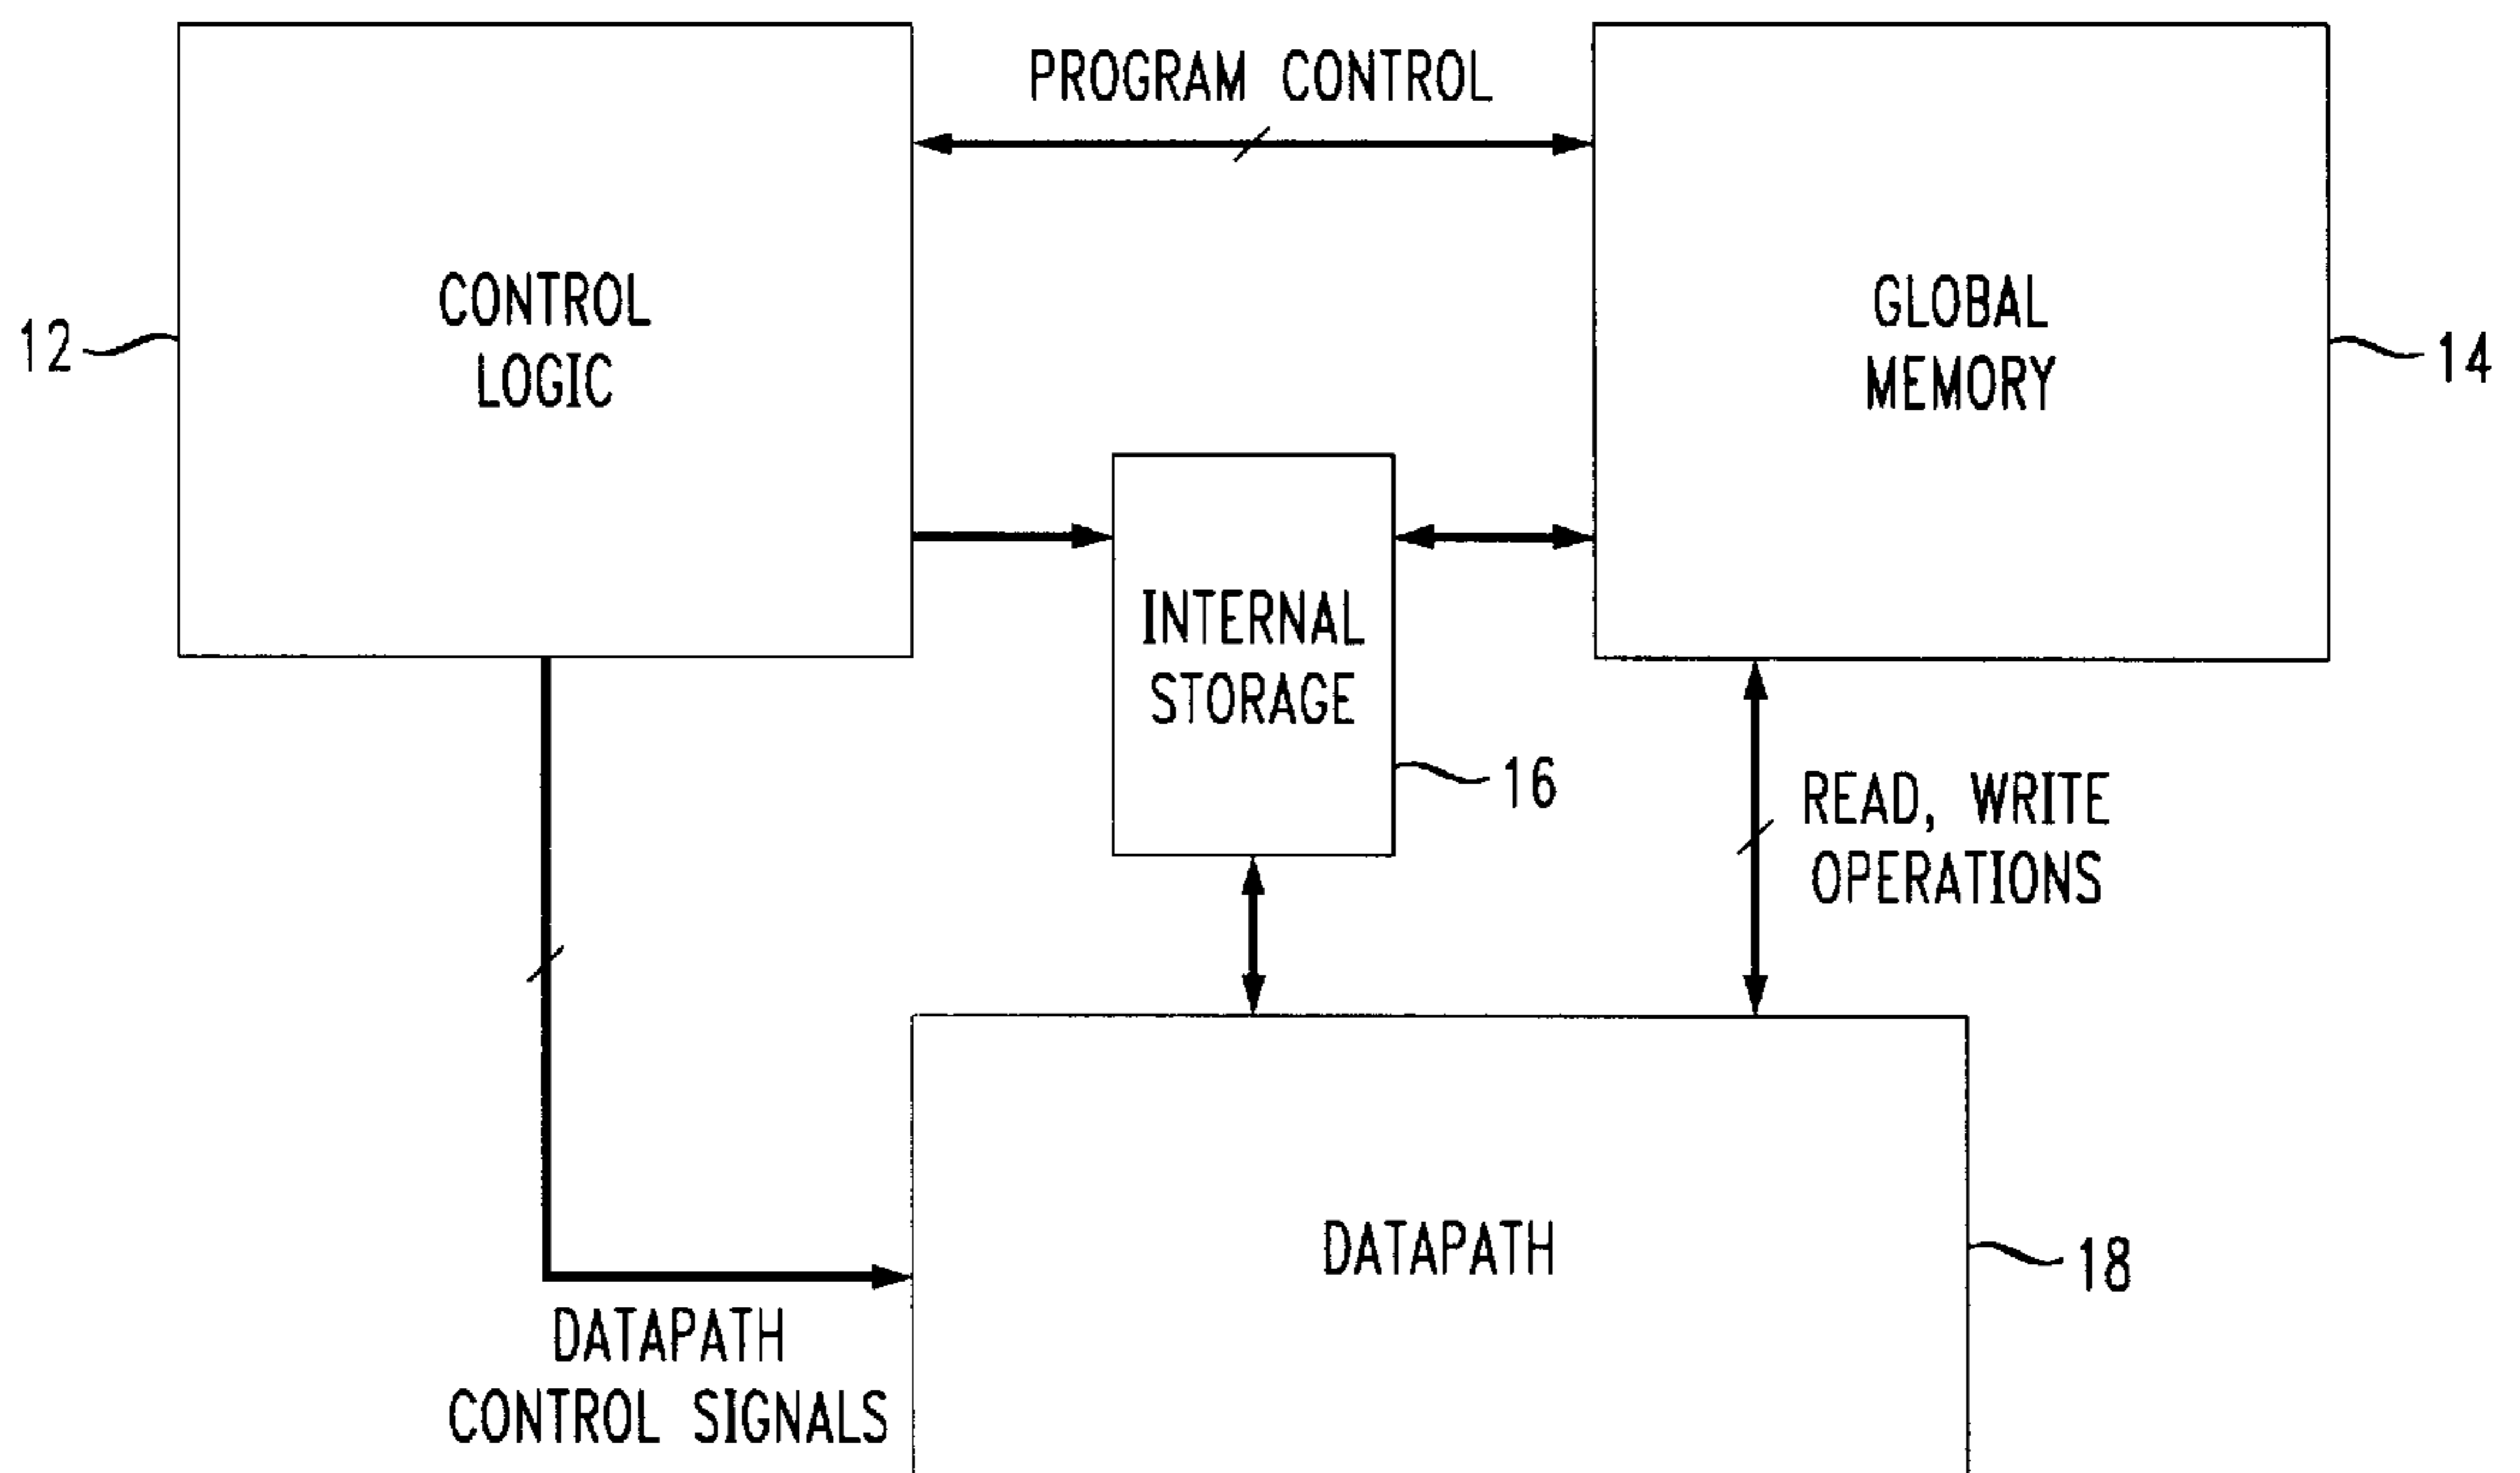 PROGRAM CONTROL
CONTROL
LOGIC
GLOBAL
MEMORY
12
14
INTERNAL
STORAGE
16
READ, WRITE
OPERATIONS
DATAPATH
18
DATAPATH
CONTROL SIGNALS